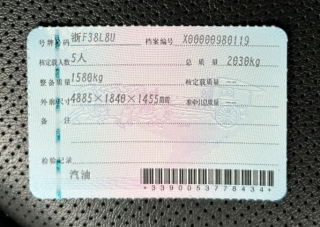 号牌号码 浙F38L8U 档案编号 X00000980119
核定载人数 5人 总质量 2030kg
整备质量 1580kg 核定载质量 --
外廓尺寸 4885×1840×1455mm 准牵引总质量 --
备注
检验记录
汽油
*3390053778434*